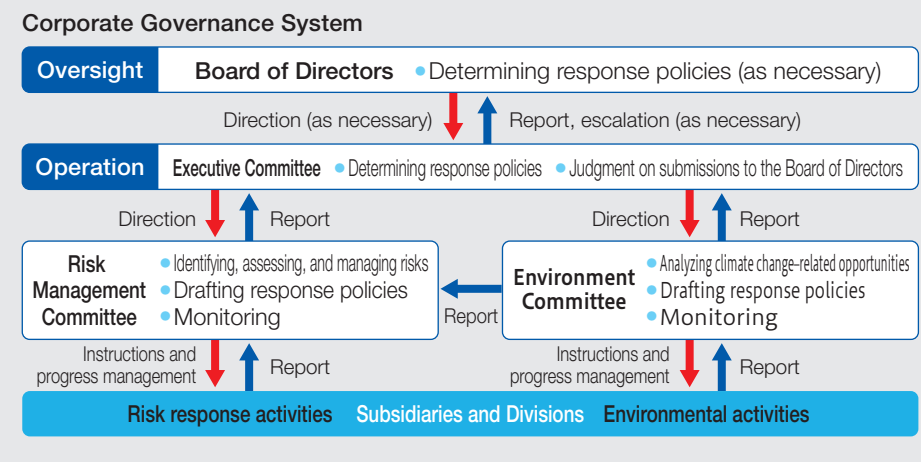 Corporate Governance System
Oversight Board of Directors •Determining response policies (as necessary)
Direction (as necessary) Report, escalation (as necessary)
Operation Executive Committee •Determining response policies •Judgment on submissions to the Board of Directors
Direction Report Direction Report
Risk
Management
Committee
•Identifying, assessing, and managing risks
•Drafting response policies
•Monitoring
Report
Environment
Committee
•Analyzing climate change-related opportunities
•Drafting response policies
•Monitoring
Instructions and
progress management
Report
Instructions and
progress management
Report
Risk response activities Subsidiaries and Divisions Environmental activities